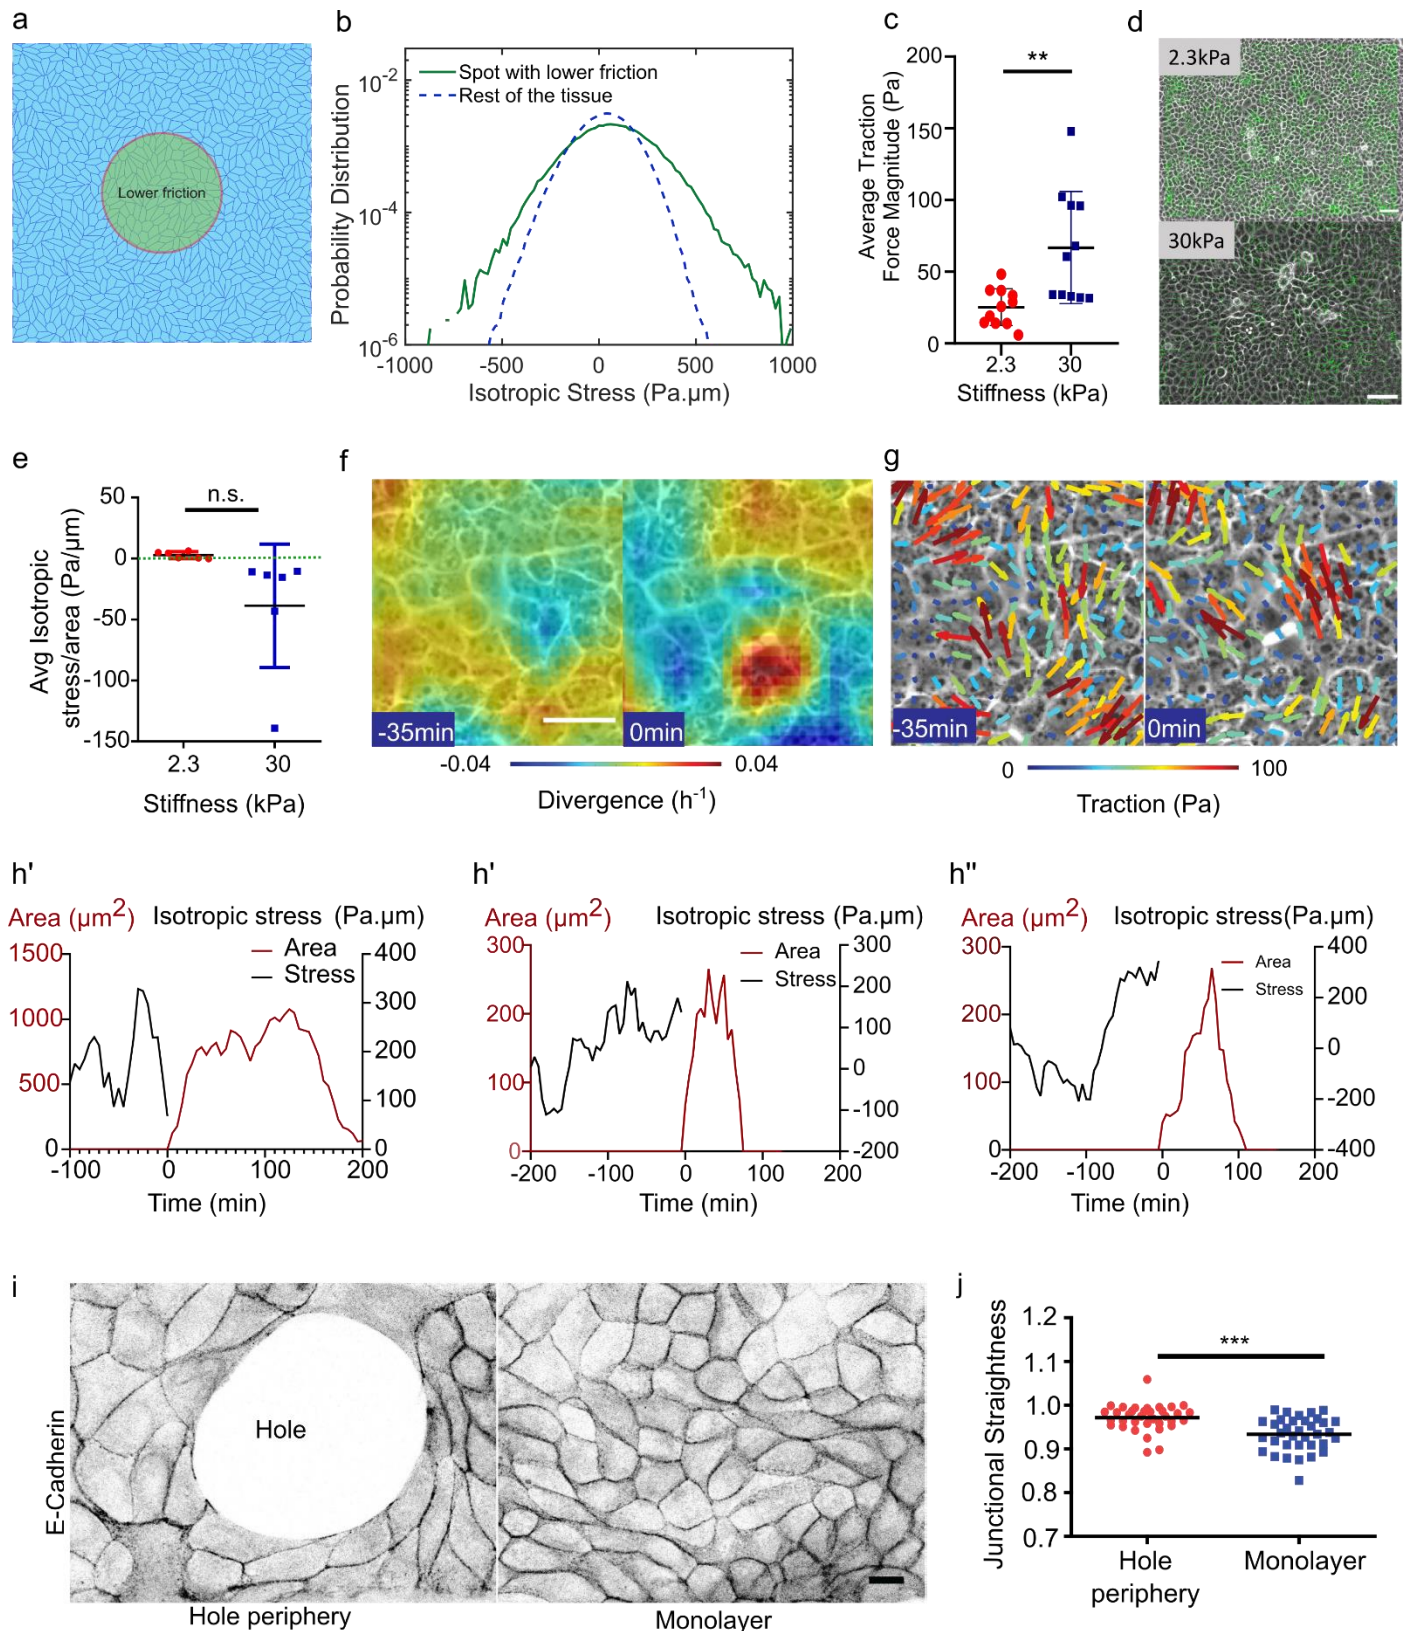 a
Lower friction
b
Spot with lower friction
Rest of the tissue
Probability Distribution
10⁻²
10⁻⁴
10⁻⁶
-1000
-500
0
500
1000
Isotropic Stress (Pa.µm)
c
**
Average Traction
Force Magnitude (Pa)
200
150
100
50
0
2.3
30
Stiffness (kPa)
d
2.3kPa
30kPa
e
n.s.
Avg Isotropic
stress/area (Pa/µm)
50
0
-50
-100
-150
2.3
30
Stiffness (kPa)
f
-35min
0min
-0.04
0.04
Divergence (h⁻¹)
g
-35min
0min
0
100
Traction (Pa)
h'
Area (µm²)
Isotropic stress (Pa.µm)
Area
Stress
1500
1000
500
0
400
300
200
100
0
-100
0
100
200
Time (min)
h'
Area (µm²)
Isotropic stress (Pa.µm)
Area
Stress
300
200
100
0
300
200
100
0
-100
-200
-200
-100
0
100
200
Time (min)
h"
Area (µm²)
Isotropic stress(Pa.µm)
Area
Stress
300
200
100
0
400
200
0
-200
-400
-200
-100
0
100
200
Time (min)
i
E-Cadherin
Hole
Hole periphery
Monolayer
j
***
Junctional Straightness
1.2
1.1
1.0
0.9
0.8
0.7
Hole
periphery
Monolayer